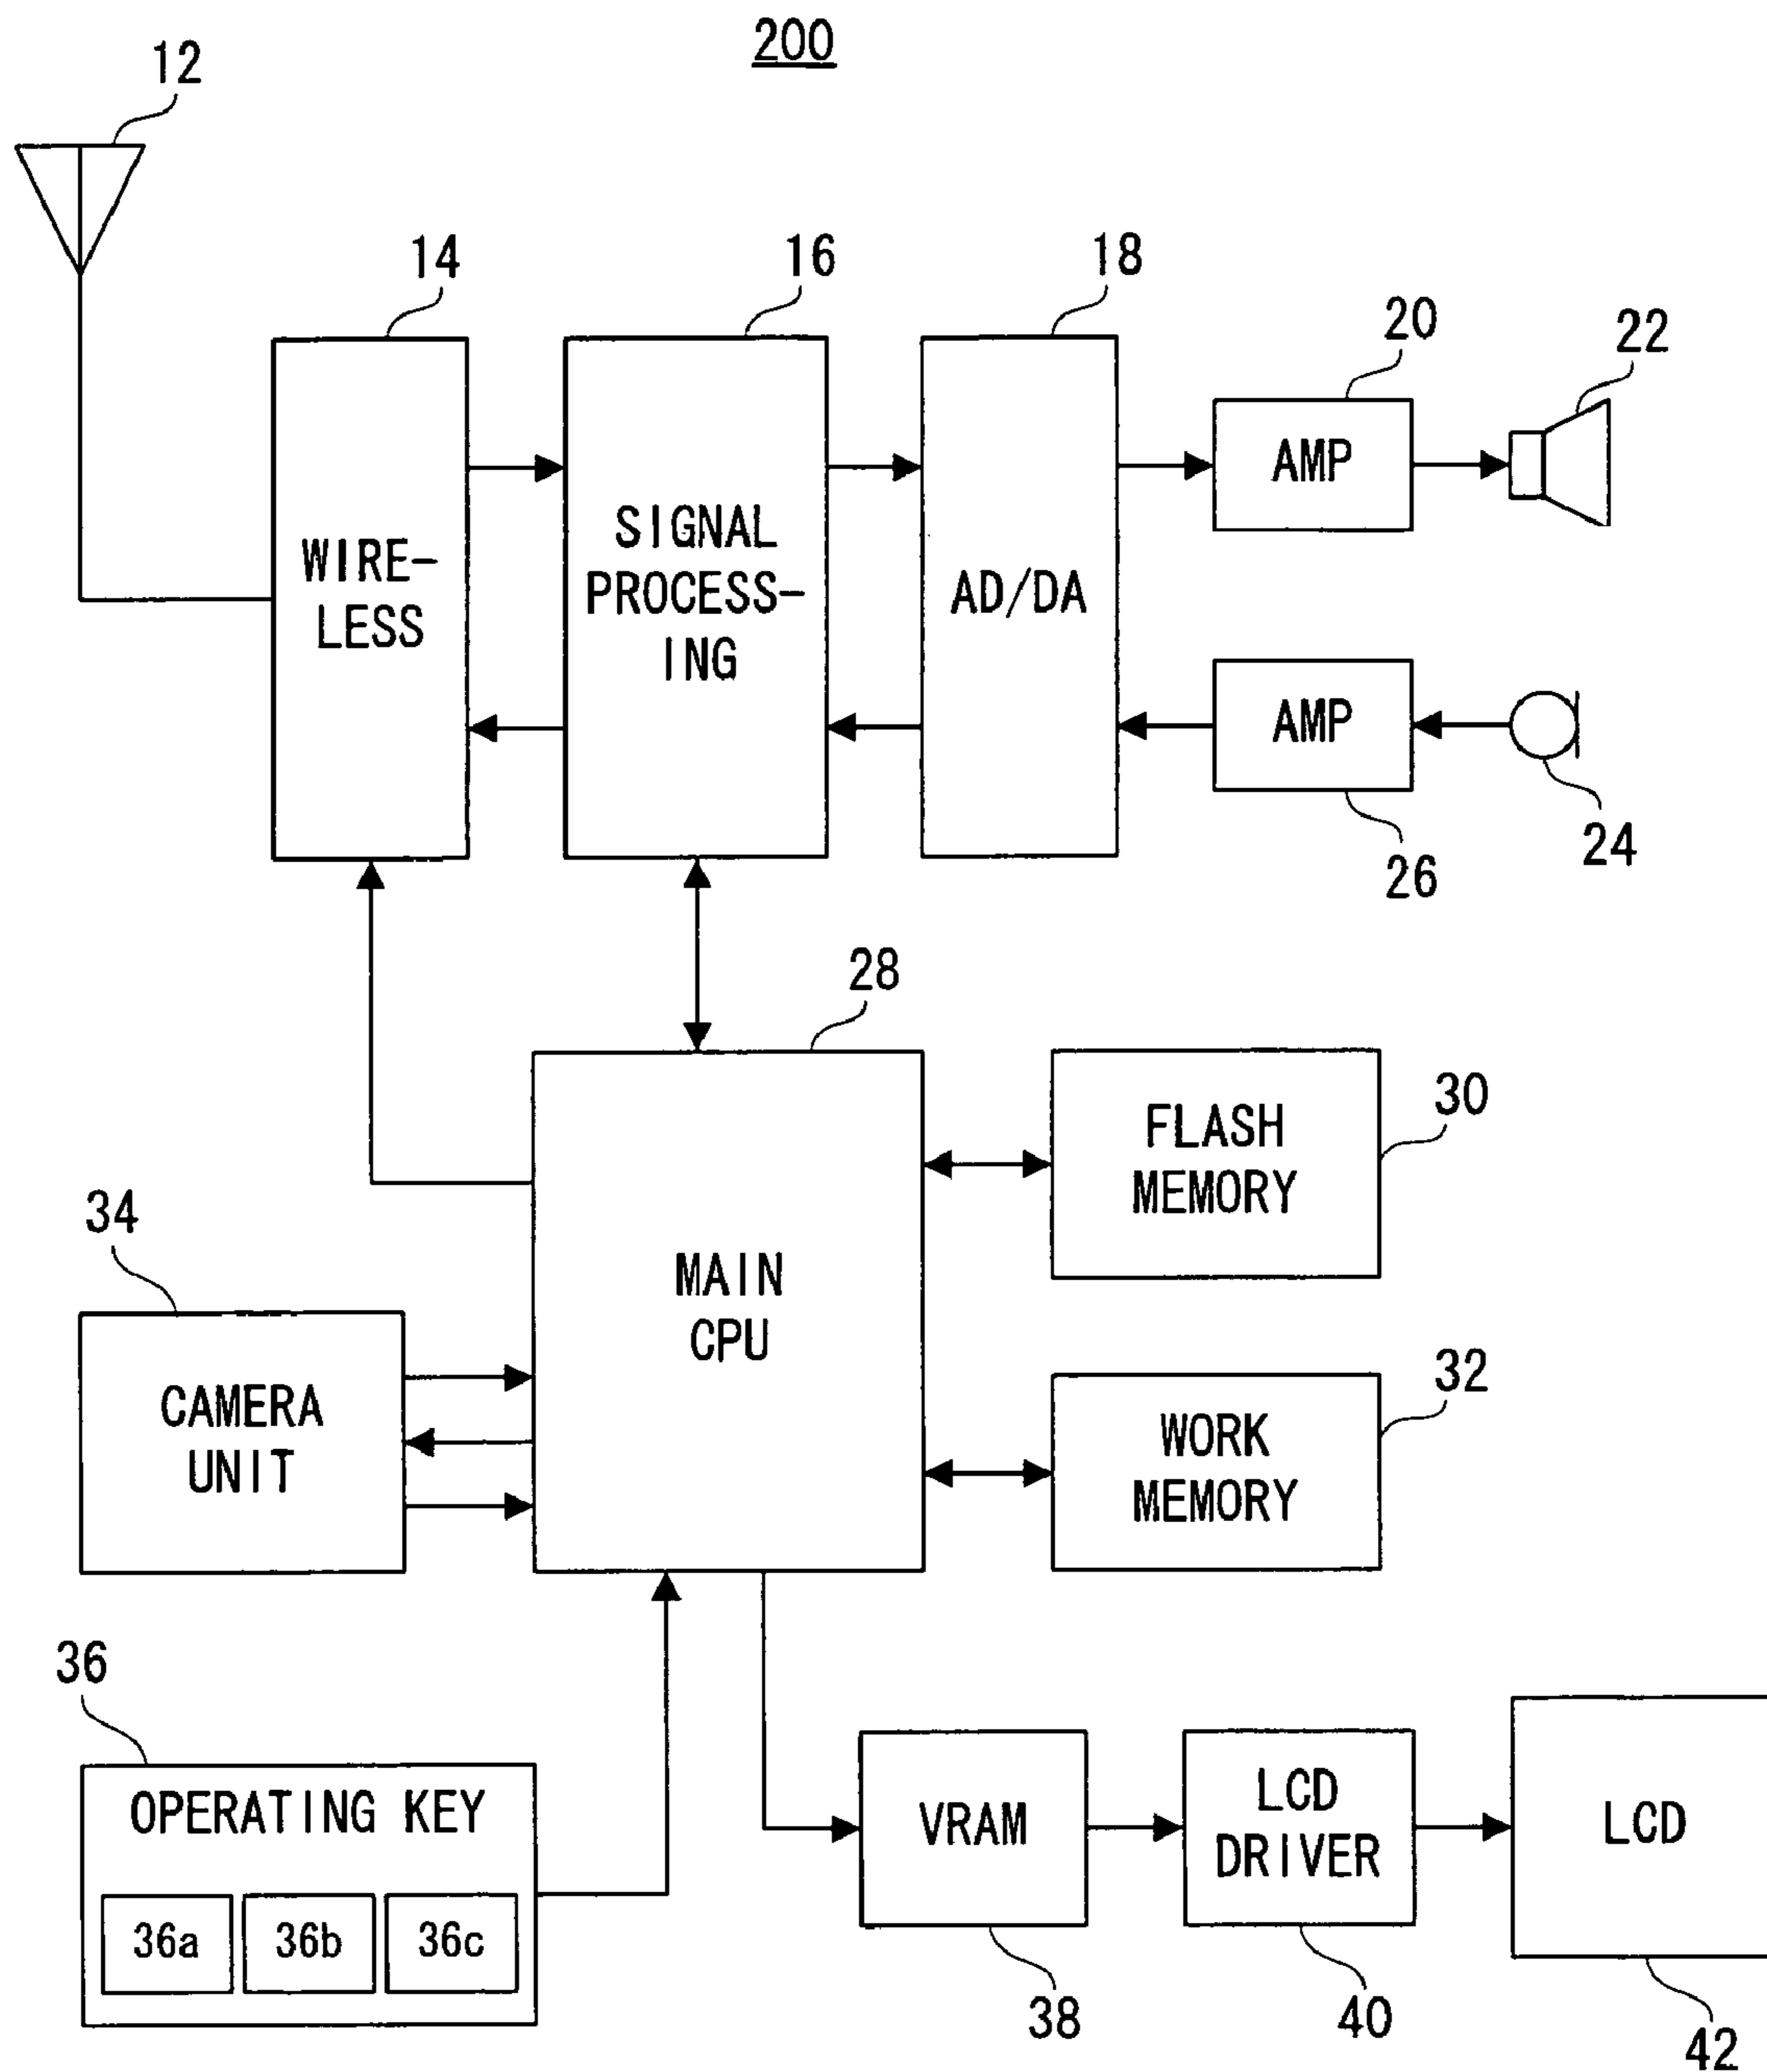 200
12
14
16
18
20
22
WIRE-
LESS
SIGNAL
PROCESS-
ING
AD/DA
AMP
AMP
24
26
28
30
FLASH
MEMORY
34
MAIN
CPU
32
CAMERA
UNIT
WORK
MEMORY
36
OPERATING KEY
36a
36b
36c
VRAM
LCD
DRIVER
LCD
38
40
42